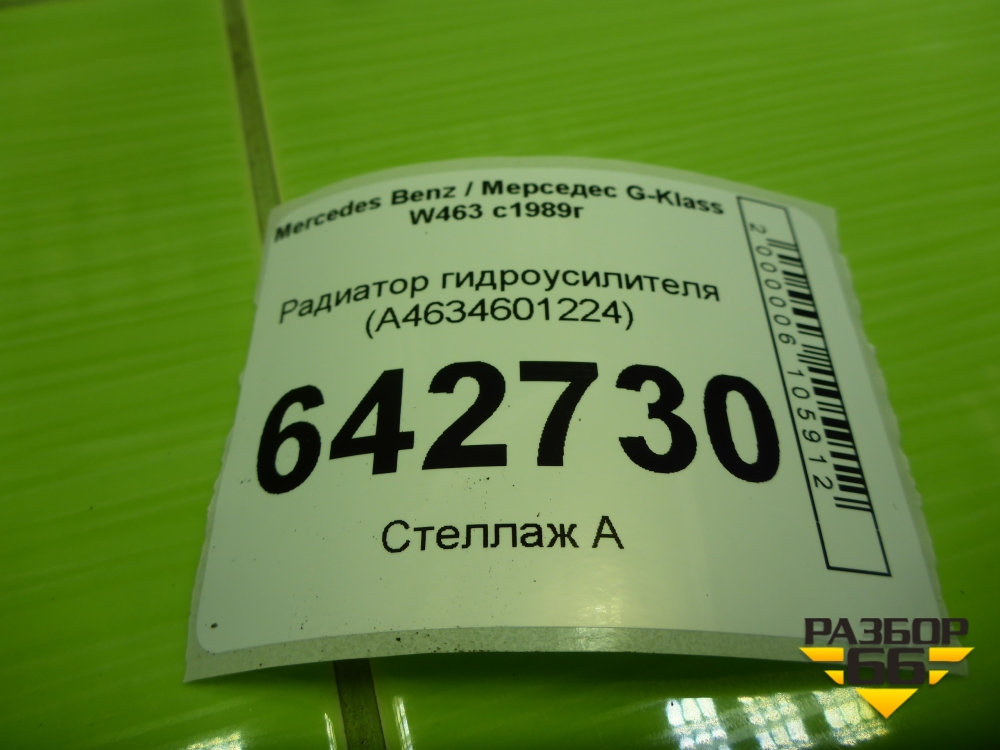 Mercedes Benz / Мерседес G-Klass
W463 с1989г
Радиатор гидроусилителя
(A4634601224)
642730
Стеллаж А
2000006105912
РАЗБОР
66